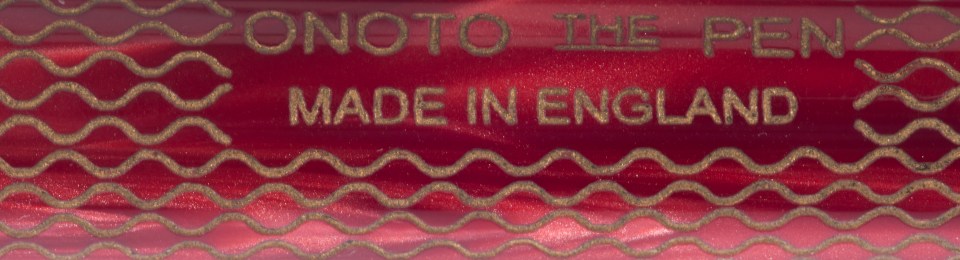 ONOTO THE PEN
MADE IN ENGLAND